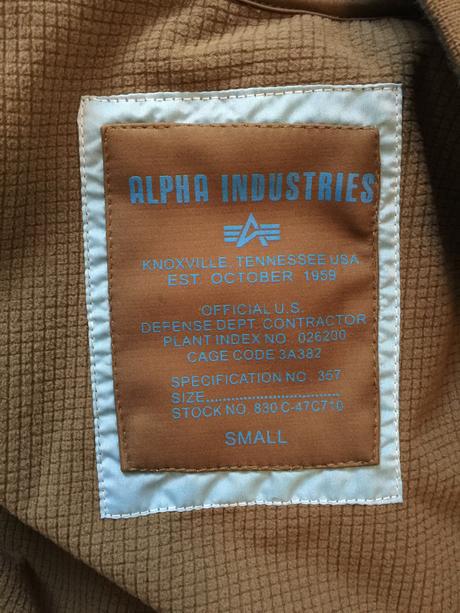 ALPHA INDUSTRIES
KNOXVILLE, TENNESSEE USA
EST. OCTOBER 1959
OFFICIAL U.S.
DEFENSE DEPT. CONTRACTOR
PLANT INDEX NO. 026200
CAGE CODE 3A382
SPECIFICATION NO. 367
SIZE..................................
STOCK NO. 830 C-47C710
SMALL